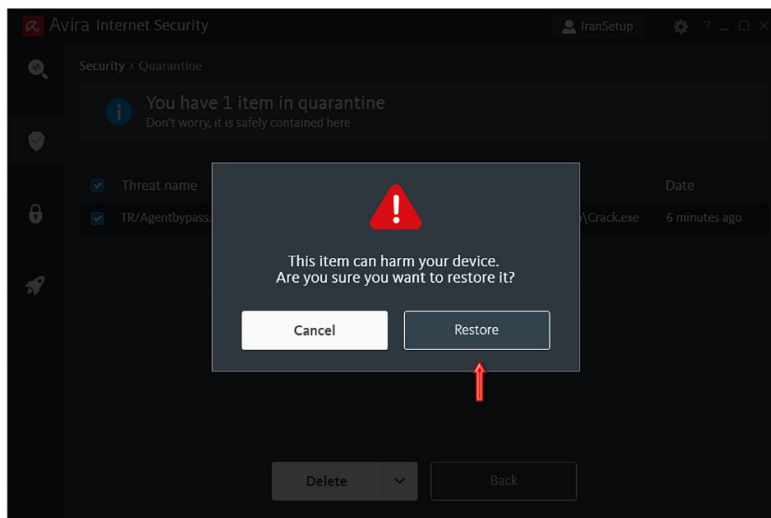 Avira Internet Security
IranSetup
?
Security > Quarantine
You have 1 item in quarantine
Don't worry, it is safely contained here
Threat name
Date
TR/Agentbypass.
\Crack.exe
6 minutes ago
This item can harm your device.
Are you sure you want to restore it?
Cancel
Restore
Delete
Back